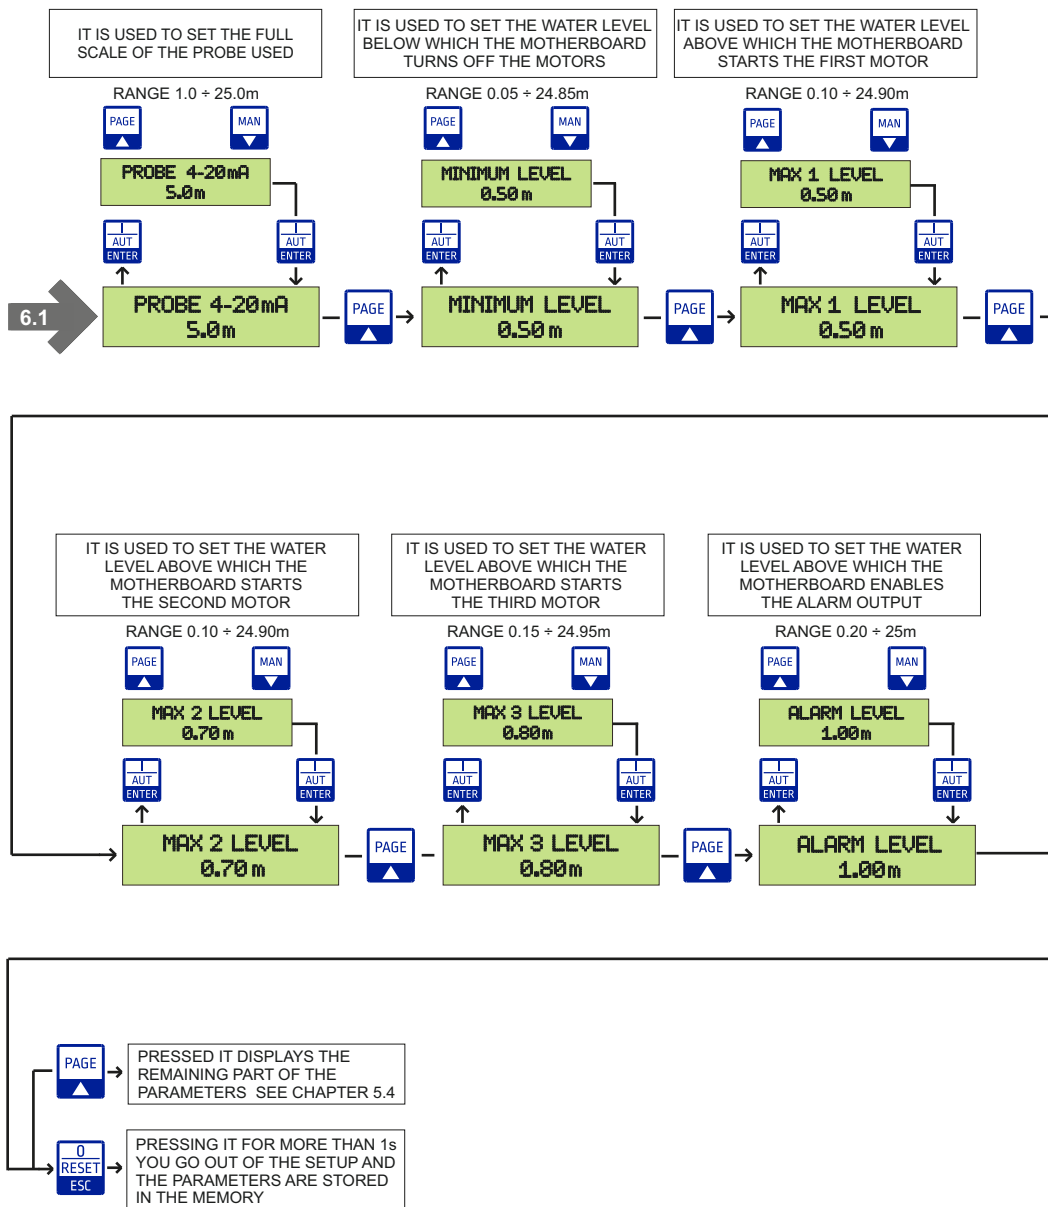 IT IS USED TO SET THE FULL
SCALE OF THE PROBE USED
IT IS USED TO SET THE WATER LEVEL
BELOW WHICH THE MOTHERBOARD
TURNS OFF THE MOTORS
IT IS USED TO SET THE WATER LEVEL
ABOVE WHICH THE MOTHERBOARD
STARTS THE FIRST MOTOR
RANGE 1.0 ÷ 25.0m
RANGE 0.05 ÷ 24.85m
RANGE 0.10 ÷ 24.90m
PAGE
MAN
PAGE
MAN
PAGE
MAN
PROBE 4-20mA
5.0m
MINIMUM LEVEL
0.50 m
MAX 1 LEVEL
0.50 m
I
AUT
ENTER
I
AUT
ENTER
I
AUT
ENTER
I
AUT
ENTER
I
AUT
ENTER
I
AUT
ENTER
6.1
PROBE 4-20mA
5.0m
PAGE
MINIMUM LEVEL
0.50 m
PAGE
MAX 1 LEVEL
0.50 m
PAGE
IT IS USED TO SET THE WATER
LEVEL ABOVE WHICH THE
MOTHERBOARD STARTS
THE SECOND MOTOR
IT IS USED TO SET THE WATER
LEVEL ABOVE WHICH THE
MOTHERBOARD STARTS
THE THIRD MOTOR
IT IS USED TO SET THE WATER
LEVEL ABOVE WHICH THE
MOTHERBOARD ENABLES
THE ALARM OUTPUT
RANGE 0.10 ÷ 24.90m
RANGE 0.15 ÷ 24.95m
RANGE 0.20 ÷ 25m
PAGE
MAN
PAGE
MAN
PAGE
MAN
MAX 2 LEVEL
0.70 m
MAX 3 LEVEL
0.80m
ALARM LEVEL
1.00m
I
AUT
ENTER
I
AUT
ENTER
I
AUT
ENTER
I
AUT
ENTER
I
AUT
ENTER
I
AUT
ENTER
MAX 2 LEVEL
0.70 m
PAGE
MAX 3 LEVEL
0.80m
PAGE
ALARM LEVEL
1.00m
PAGE
PRESSED IT DISPLAYS THE
REMAINING PART OF THE
PARAMETERS SEE CHAPTER 5.4
0
RESET
ESC
PRESSING IT FOR MORE THAN 1s
YOU GO OUT OF THE SETUP AND
THE PARAMETERS ARE STORED
IN THE MEMORY